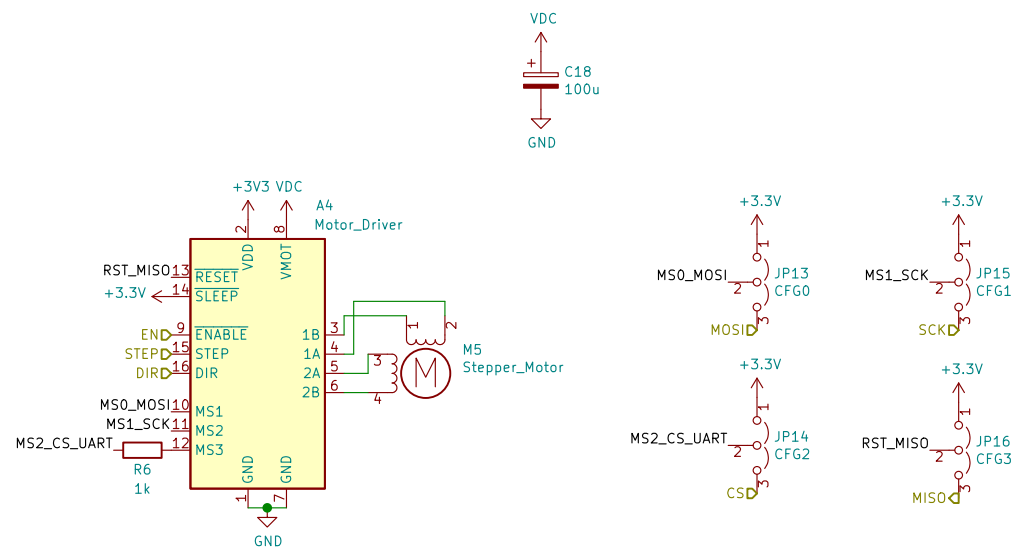 VDC
+
C18
100u
GND
+3V3 VDC
A4
Motor_Driver
2
8
VDD
VMOT
RST_MISO 13 RESET
+3.3V 14 SLEEP
EN 9 ENABLE
STEP 15 STEP
DIR 16 DIR
MS0_MOSI 10 MS1
MS1_SCK 11 MS2
MS2_CS_UART 12 MS3
R6
1k
1B 3
1A 4
2A 5
2B 6
1
2
3
4
M
M5
Stepper_Motor
GND
GND
1
7
GND
+3.3V
1
MS0_MOSI 2
JP13
CFG0
3
MOSI
+3.3V
1
MS1_SCK 2
JP15
CFG1
3
SCK
+3.3V
1
MS2_CS_UART 2
JP14
CFG2
3
CS
+3.3V
1
RST_MISO 2
JP16
CFG3
3
MISO